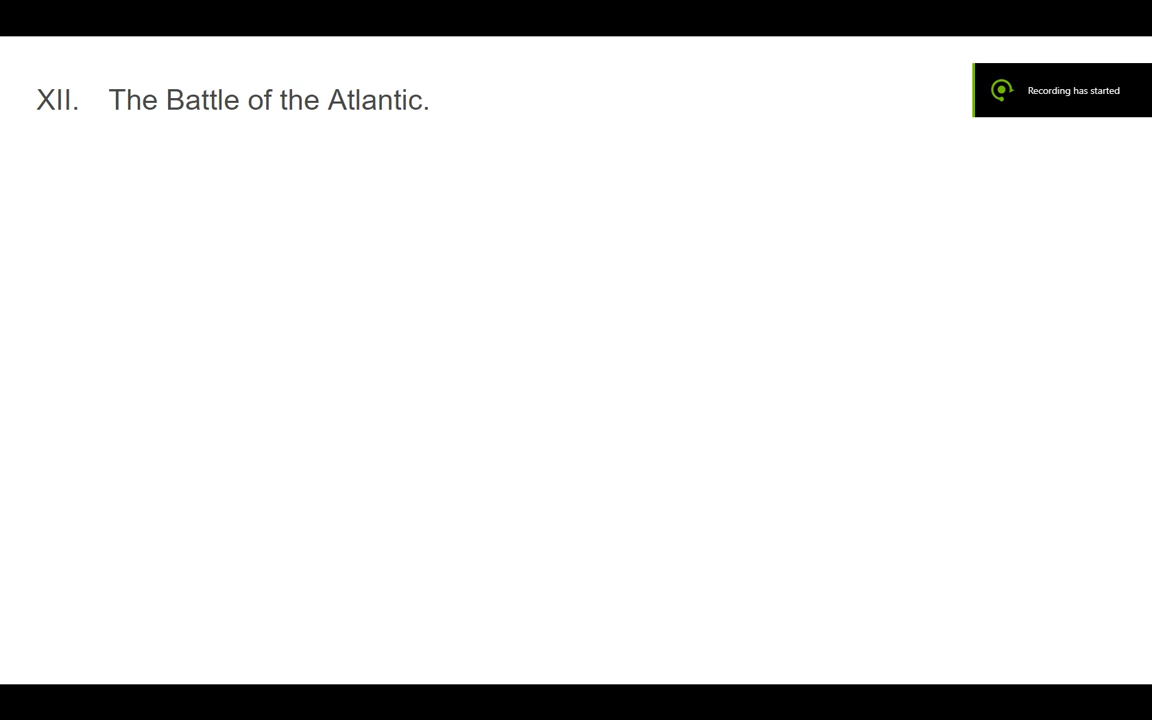 XII. The Battle of the Atlantic.
Recording has started